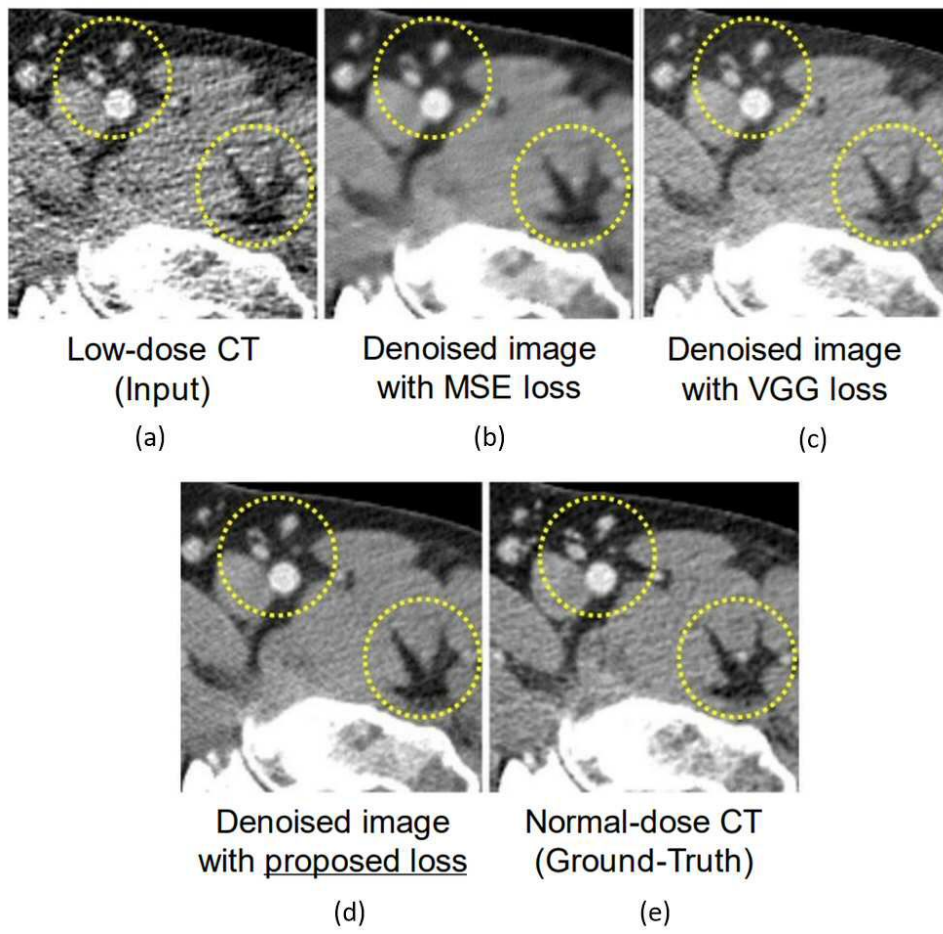 Low-dose CT
(Input)
(a)
Denoised image
with MSE loss
(b)
Denoised image
with VGG loss
(c)
Denoised image
with proposed loss
(d)
Normal-dose CT
(Ground-Truth)
(e)